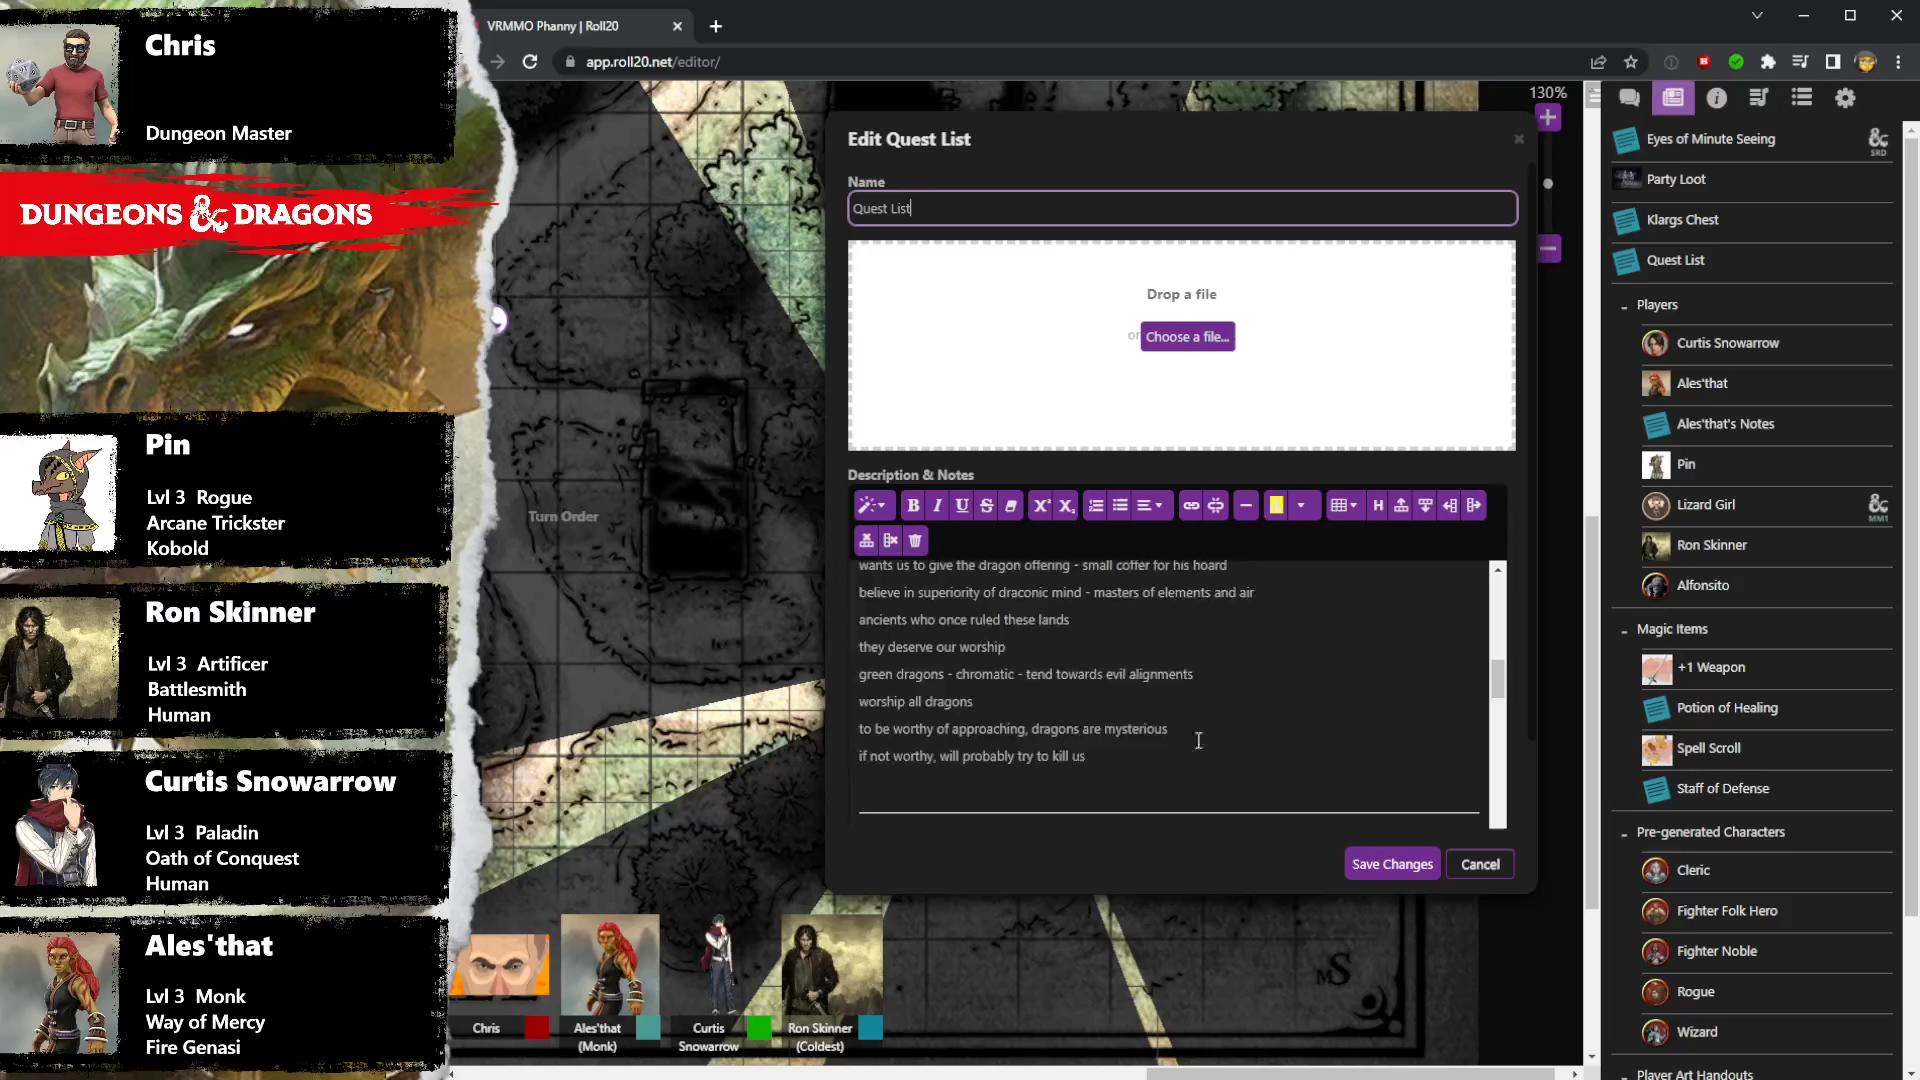 Chris
Dungeon Master
DUNGEONS & DRAGONS
Pin
Lvl 3 Rogue
Arcane Trickster
Kobold
Ron Skinner
Lvl 3 Artificer
Battlesmith
Human
Curtis Snowarrow
Lvl 3 Paladin
Oath of Conquest
Human
Ales'that
Lvl 3 Monk
Way of Mercy
Fire Genasi
VRMMO Phanny | Roll20
app.roll20.net/editor/
130%
Turn Order
Edit Quest List
Name
Quest List
Drop a file
or Choose a file...
Description & Notes
wants us to give the dragon offering - small coffer for his hoard
believe in superiority of draconic mind - masters of elements and air
ancients who once ruled these lands
they deserve our worship
green dragons - chromatic - tend towards evil alignments
worship all dragons
to be worthy of approaching, dragons are mysterious
if not worthy, will probably try to kill us
Save Changes
Cancel
Chris
Ales'that
(Monk)
Curtis
Snowarrow
Ron Skinner
(Coldest)
MS
Eyes of Minute Seeing
& SRD
Party Loot
Klargs Chest
Quest List
Players
Curtis Snowarrow
Ales'that
Ales'that's Notes
Pin
Lizard Girl
& MM1
Ron Skinner
Alfonsito
Magic Items
+1 Weapon
Potion of Healing
Spell Scroll
Staff of Defense
Pre-generated Characters
Cleric
Fighter Folk Hero
Fighter Noble
Rogue
Wizard
Player Art Handouts